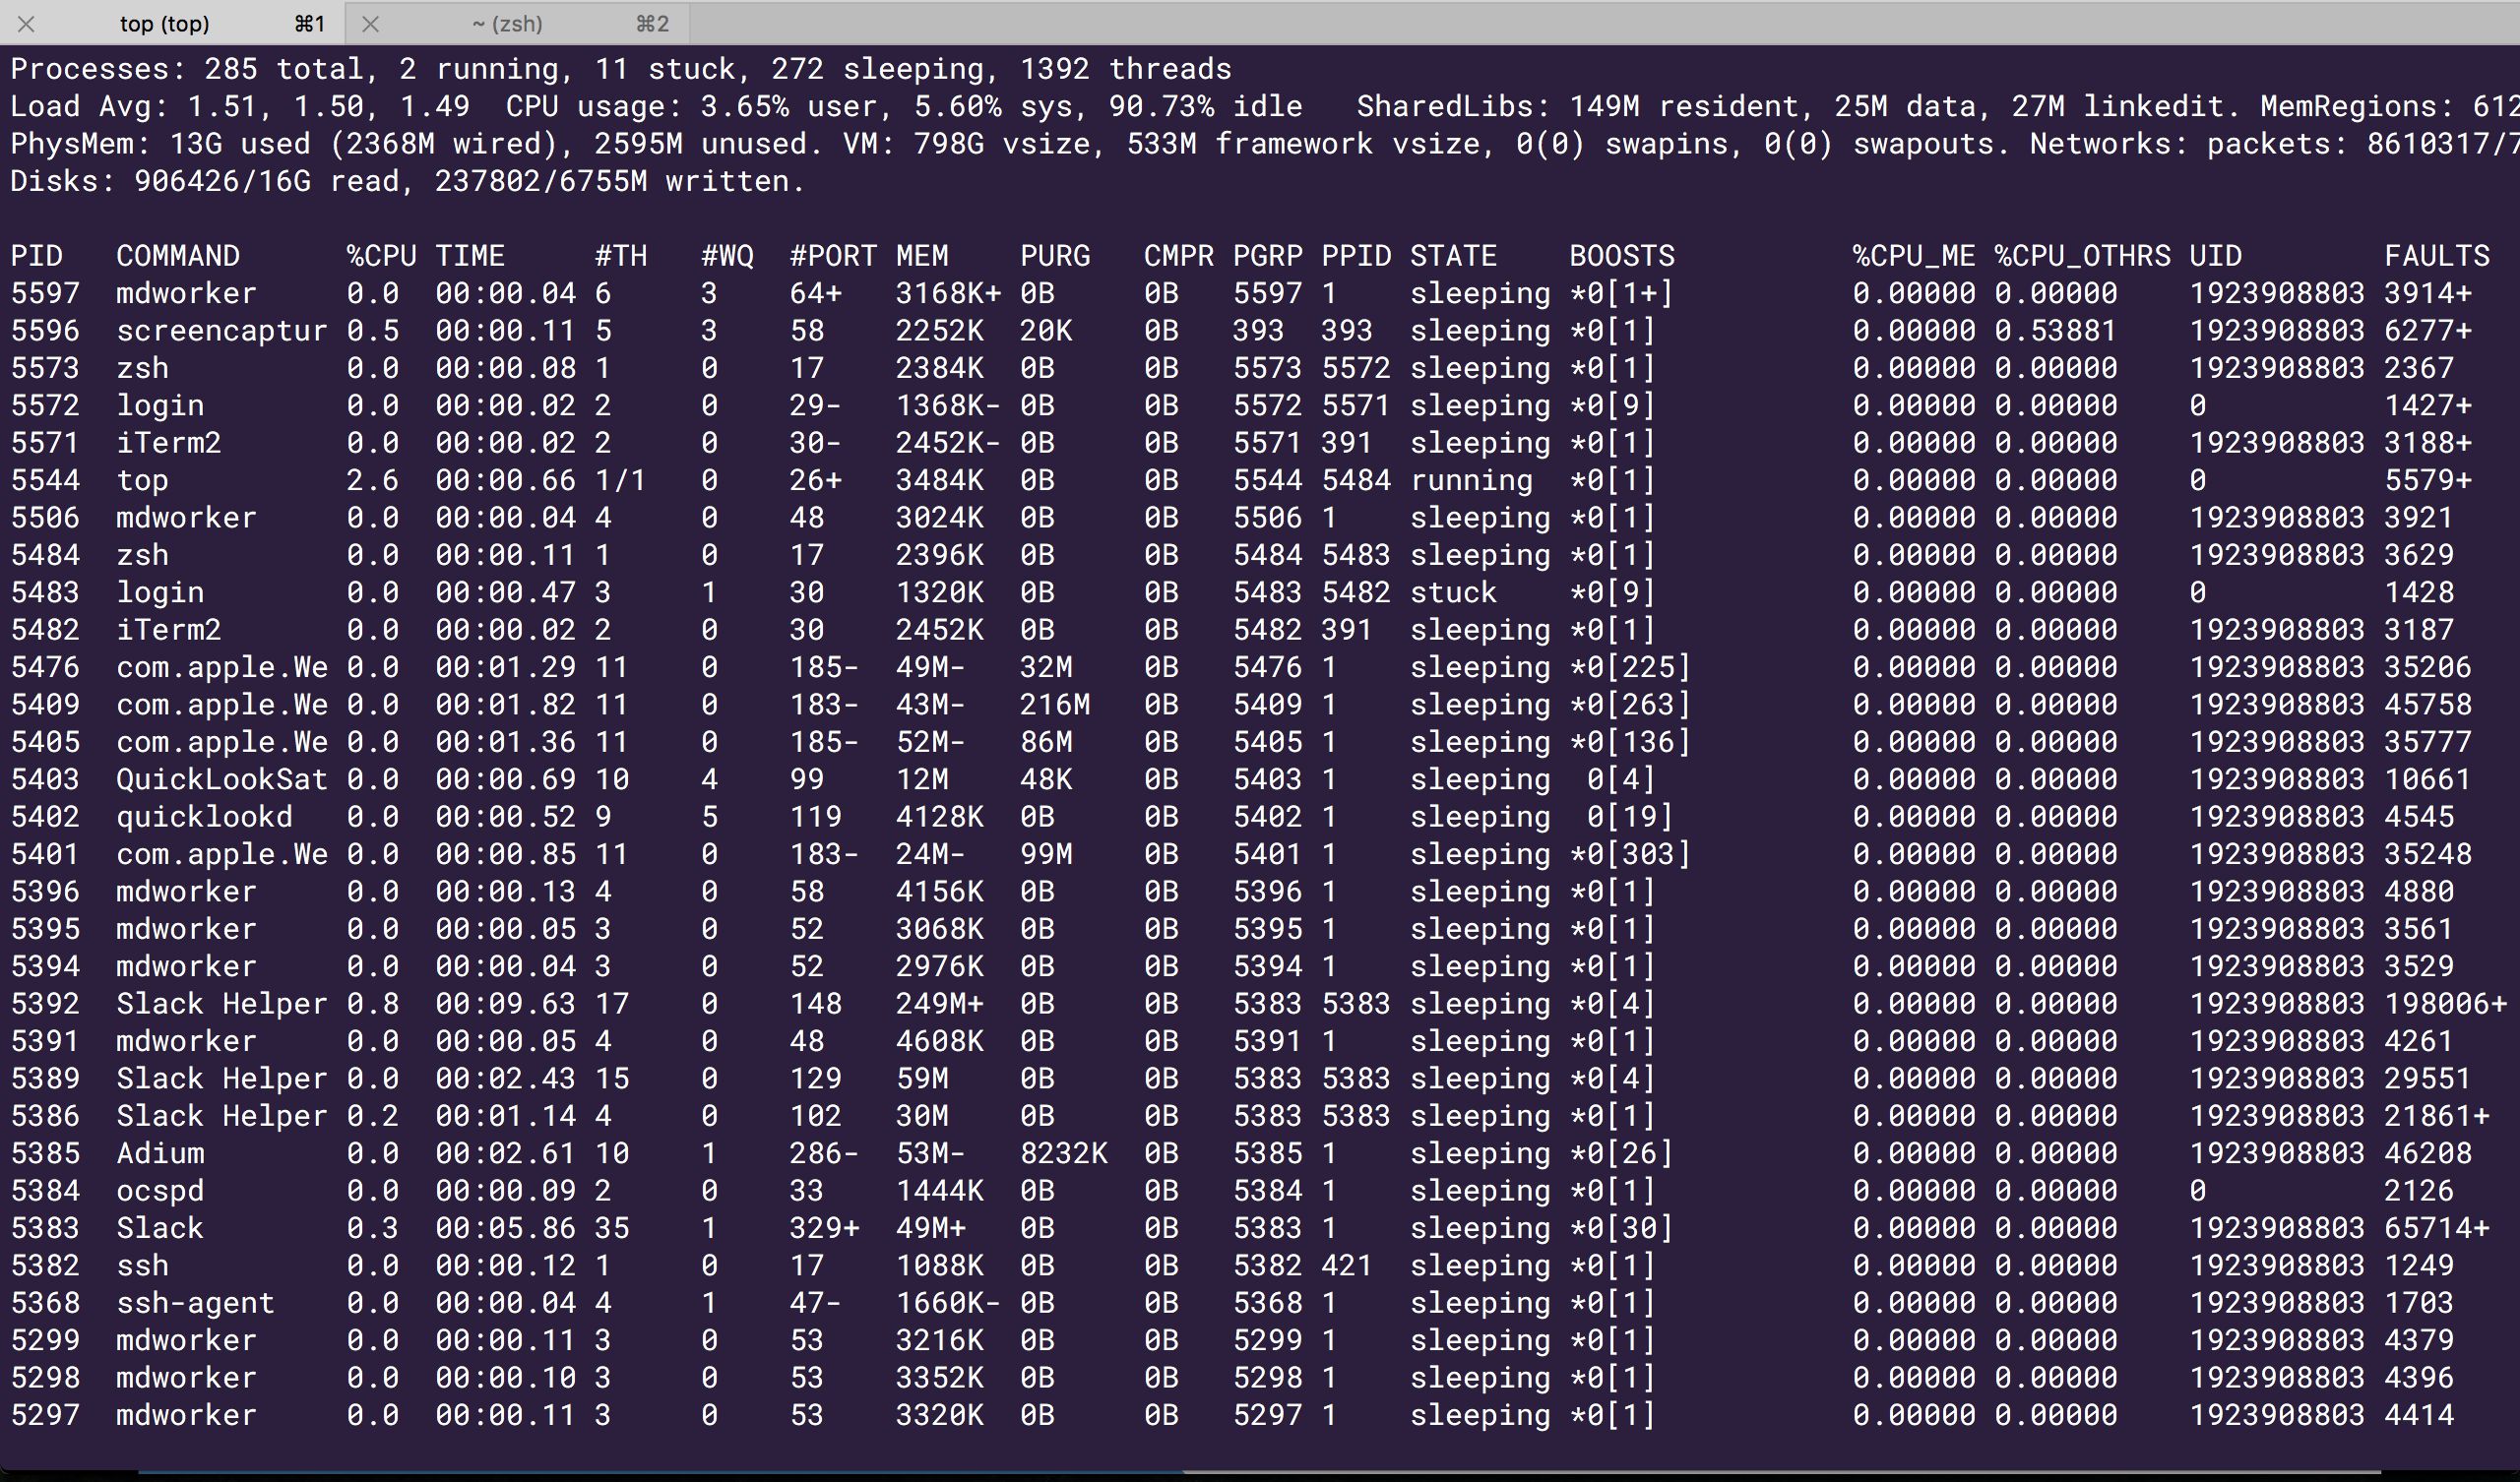 top (top) ⌘1 ~ (zsh) ⌘2
Processes: 285 total, 2 running, 11 stuck, 272 sleeping, 1392 threads
Load Avg: 1.51, 1.50, 1.49  CPU usage: 3.65% user, 5.60% sys, 90.73% idle   SharedLibs: 149M resident, 25M data, 27M linkedit. MemRegions: 612
PhysMem: 13G used (2368M wired), 2595M unused. VM: 798G vsize, 533M framework vsize, 0(0) swapins, 0(0) swapouts. Networks: packets: 8610317/7
Disks: 906426/16G read, 237802/6755M written.
PID COMMAND %CPU TIME #TH #WQ #PORT MEM PURG CMPR PGRP PPID STATE BOOSTS %CPU_ME %CPU_OTHRS UID FAULTS
5597 mdworker 0.0 00:00.04 6 3 64+ 3168K+ 0B 0B 5597 1 sleeping *0[1+] 0.00000 0.00000 1923908803 3914+
5596 screencaptur 0.5 00:00.11 5 3 58 2252K 20K 0B 393 393 sleeping *0[1] 0.00000 0.53881 1923908803 6277+
5573 zsh 0.0 00:00.08 1 0 17 2384K 0B 0B 5573 5572 sleeping *0[1] 0.00000 0.00000 1923908803 2367
5572 login 0.0 00:00.02 2 0 29- 1368K- 0B 0B 5572 5571 sleeping *0[9] 0.00000 0.00000 0 1427+
5571 iTerm2 0.0 00:00.02 2 0 30- 2452K- 0B 0B 5571 391 sleeping *0[1] 0.00000 0.00000 1923908803 3188+
5544 top 2.6 00:00.66 1/1 0 26+ 3484K 0B 0B 5544 5484 running *0[1] 0.00000 0.00000 0 5579+
5506 mdworker 0.0 00:00.04 4 0 48 3024K 0B 0B 5506 1 sleeping *0[1] 0.00000 0.00000 1923908803 3921
5484 zsh 0.0 00:00.11 1 0 17 2396K 0B 0B 5484 5483 sleeping *0[1] 0.00000 0.00000 1923908803 3629
5483 login 0.0 00:00.47 3 1 30 1320K 0B 0B 5483 5482 stuck *0[9] 0.00000 0.00000 0 1428
5482 iTerm2 0.0 00:00.02 2 0 30 2452K 0B 0B 5482 391 sleeping *0[1] 0.00000 0.00000 1923908803 3187
5476 com.apple.We 0.0 00:01.29 11 0 185- 49M- 32M 0B 5476 1 sleeping *0[225] 0.00000 0.00000 1923908803 35206
5409 com.apple.We 0.0 00:01.82 11 0 183- 43M- 216M 0B 5409 1 sleeping *0[263] 0.00000 0.00000 1923908803 45758
5405 com.apple.We 0.0 00:01.36 11 0 185- 52M- 86M 0B 5405 1 sleeping *0[136] 0.00000 0.00000 1923908803 35777
5403 QuickLookSat 0.0 00:00.69 10 4 99 12M 48K 0B 5403 1 sleeping 0[4] 0.00000 0.00000 1923908803 10661
5402 quicklookd 0.0 00:00.52 9 5 119 4128K 0B 0B 5402 1 sleeping 0[19] 0.00000 0.00000 1923908803 4545
5401 com.apple.We 0.0 00:00.85 11 0 183- 24M- 99M 0B 5401 1 sleeping *0[303] 0.00000 0.00000 1923908803 35248
5396 mdworker 0.0 00:00.13 4 0 58 4156K 0B 0B 5396 1 sleeping *0[1] 0.00000 0.00000 1923908803 4880
5395 mdworker 0.0 00:00.05 3 0 52 3068K 0B 0B 5395 1 sleeping *0[1] 0.00000 0.00000 1923908803 3561
5394 mdworker 0.0 00:00.04 3 0 52 2976K 0B 0B 5394 1 sleeping *0[1] 0.00000 0.00000 1923908803 3529
5392 Slack Helper 0.8 00:09.63 17 0 148 249M+ 0B 0B 5383 5383 sleeping *0[4] 0.00000 0.00000 1923908803 198006+
5391 mdworker 0.0 00:00.05 4 0 48 4608K 0B 0B 5391 1 sleeping *0[1] 0.00000 0.00000 1923908803 4261
5389 Slack Helper 0.0 00:02.43 15 0 129 59M 0B 0B 5383 5383 sleeping *0[4] 0.00000 0.00000 1923908803 29551
5386 Slack Helper 0.2 00:01.14 4 0 102 30M 0B 0B 5383 5383 sleeping *0[1] 0.00000 0.00000 1923908803 21861+
5385 Adium 0.0 00:02.61 10 1 286- 53M- 8232K 0B 5385 1 sleeping *0[26] 0.00000 0.00000 1923908803 46208
5384 ocspd 0.0 00:00.09 2 0 33 1444K 0B 0B 5384 1 sleeping *0[1] 0.00000 0.00000 0 2126
5383 Slack 0.3 00:05.86 35 1 329+ 49M+ 0B 0B 5383 1 sleeping *0[30] 0.00000 0.00000 1923908803 65714+
5382 ssh 0.0 00:00.12 1 0 17 1088K 0B 0B 5382 421 sleeping *0[1] 0.00000 0.00000 1923908803 1249
5368 ssh-agent 0.0 00:00.04 4 1 47- 1660K- 0B 0B 5368 1 sleeping *0[1] 0.00000 0.00000 1923908803 1703
5299 mdworker 0.0 00:00.11 3 0 53 3216K 0B 0B 5299 1 sleeping *0[1] 0.00000 0.00000 1923908803 4379
5298 mdworker 0.0 00:00.10 3 0 53 3352K 0B 0B 5298 1 sleeping *0[1] 0.00000 0.00000 1923908803 4396
5297 mdworker 0.0 00:00.11 3 0 53 3320K 0B 0B 5297 1 sleeping *0[1] 0.00000 0.00000 1923908803 4414